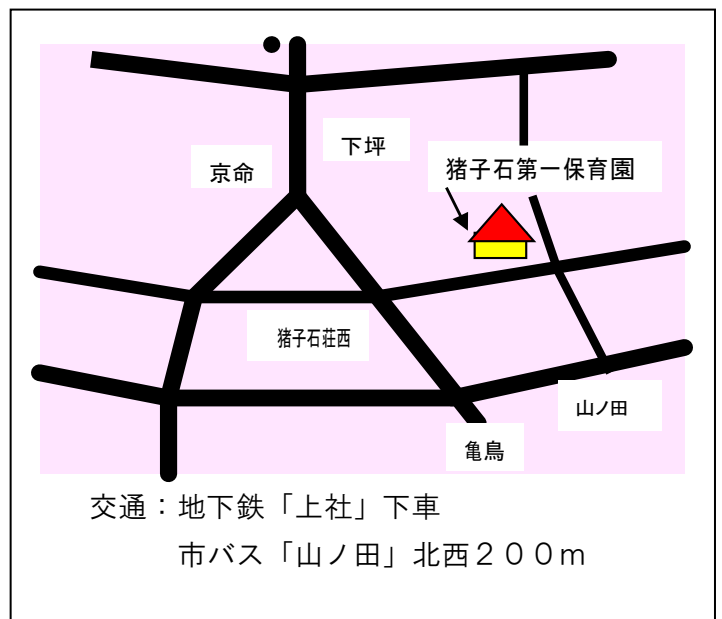 下坪
京命
猪子石第一保育園
猪子石荘西
山ノ田
亀鳥
交通：地下鉄「上社」下車
市バス「山ノ田」北西２００ｍ